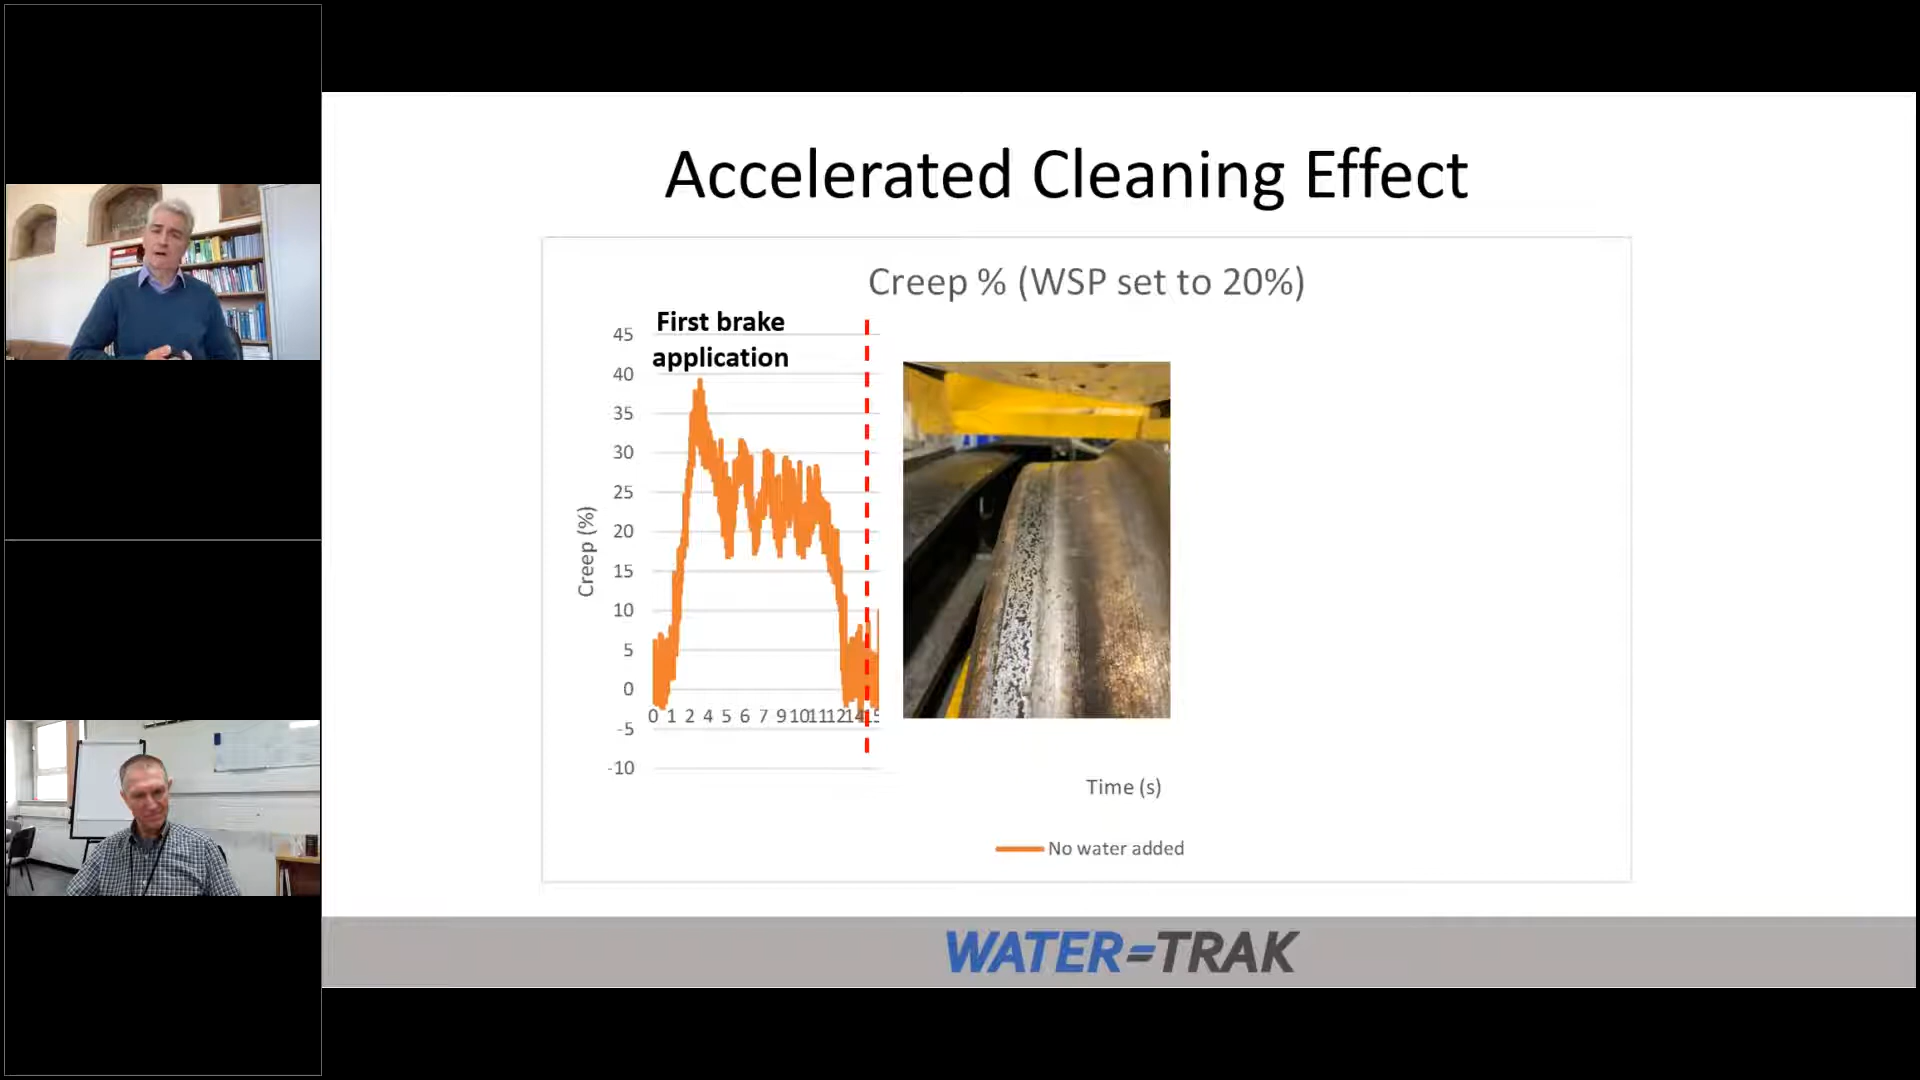 Accelerated Cleaning Effect
Creep % (WSP set to 20%)
First brake
application
45
40
35
30
25
20
15
10
5
0
-5
-10
Creep (%)
0 1 2 4 5 6 7 9 10 11 12 14 15
Time (s)
No water added
WATER=TRAK